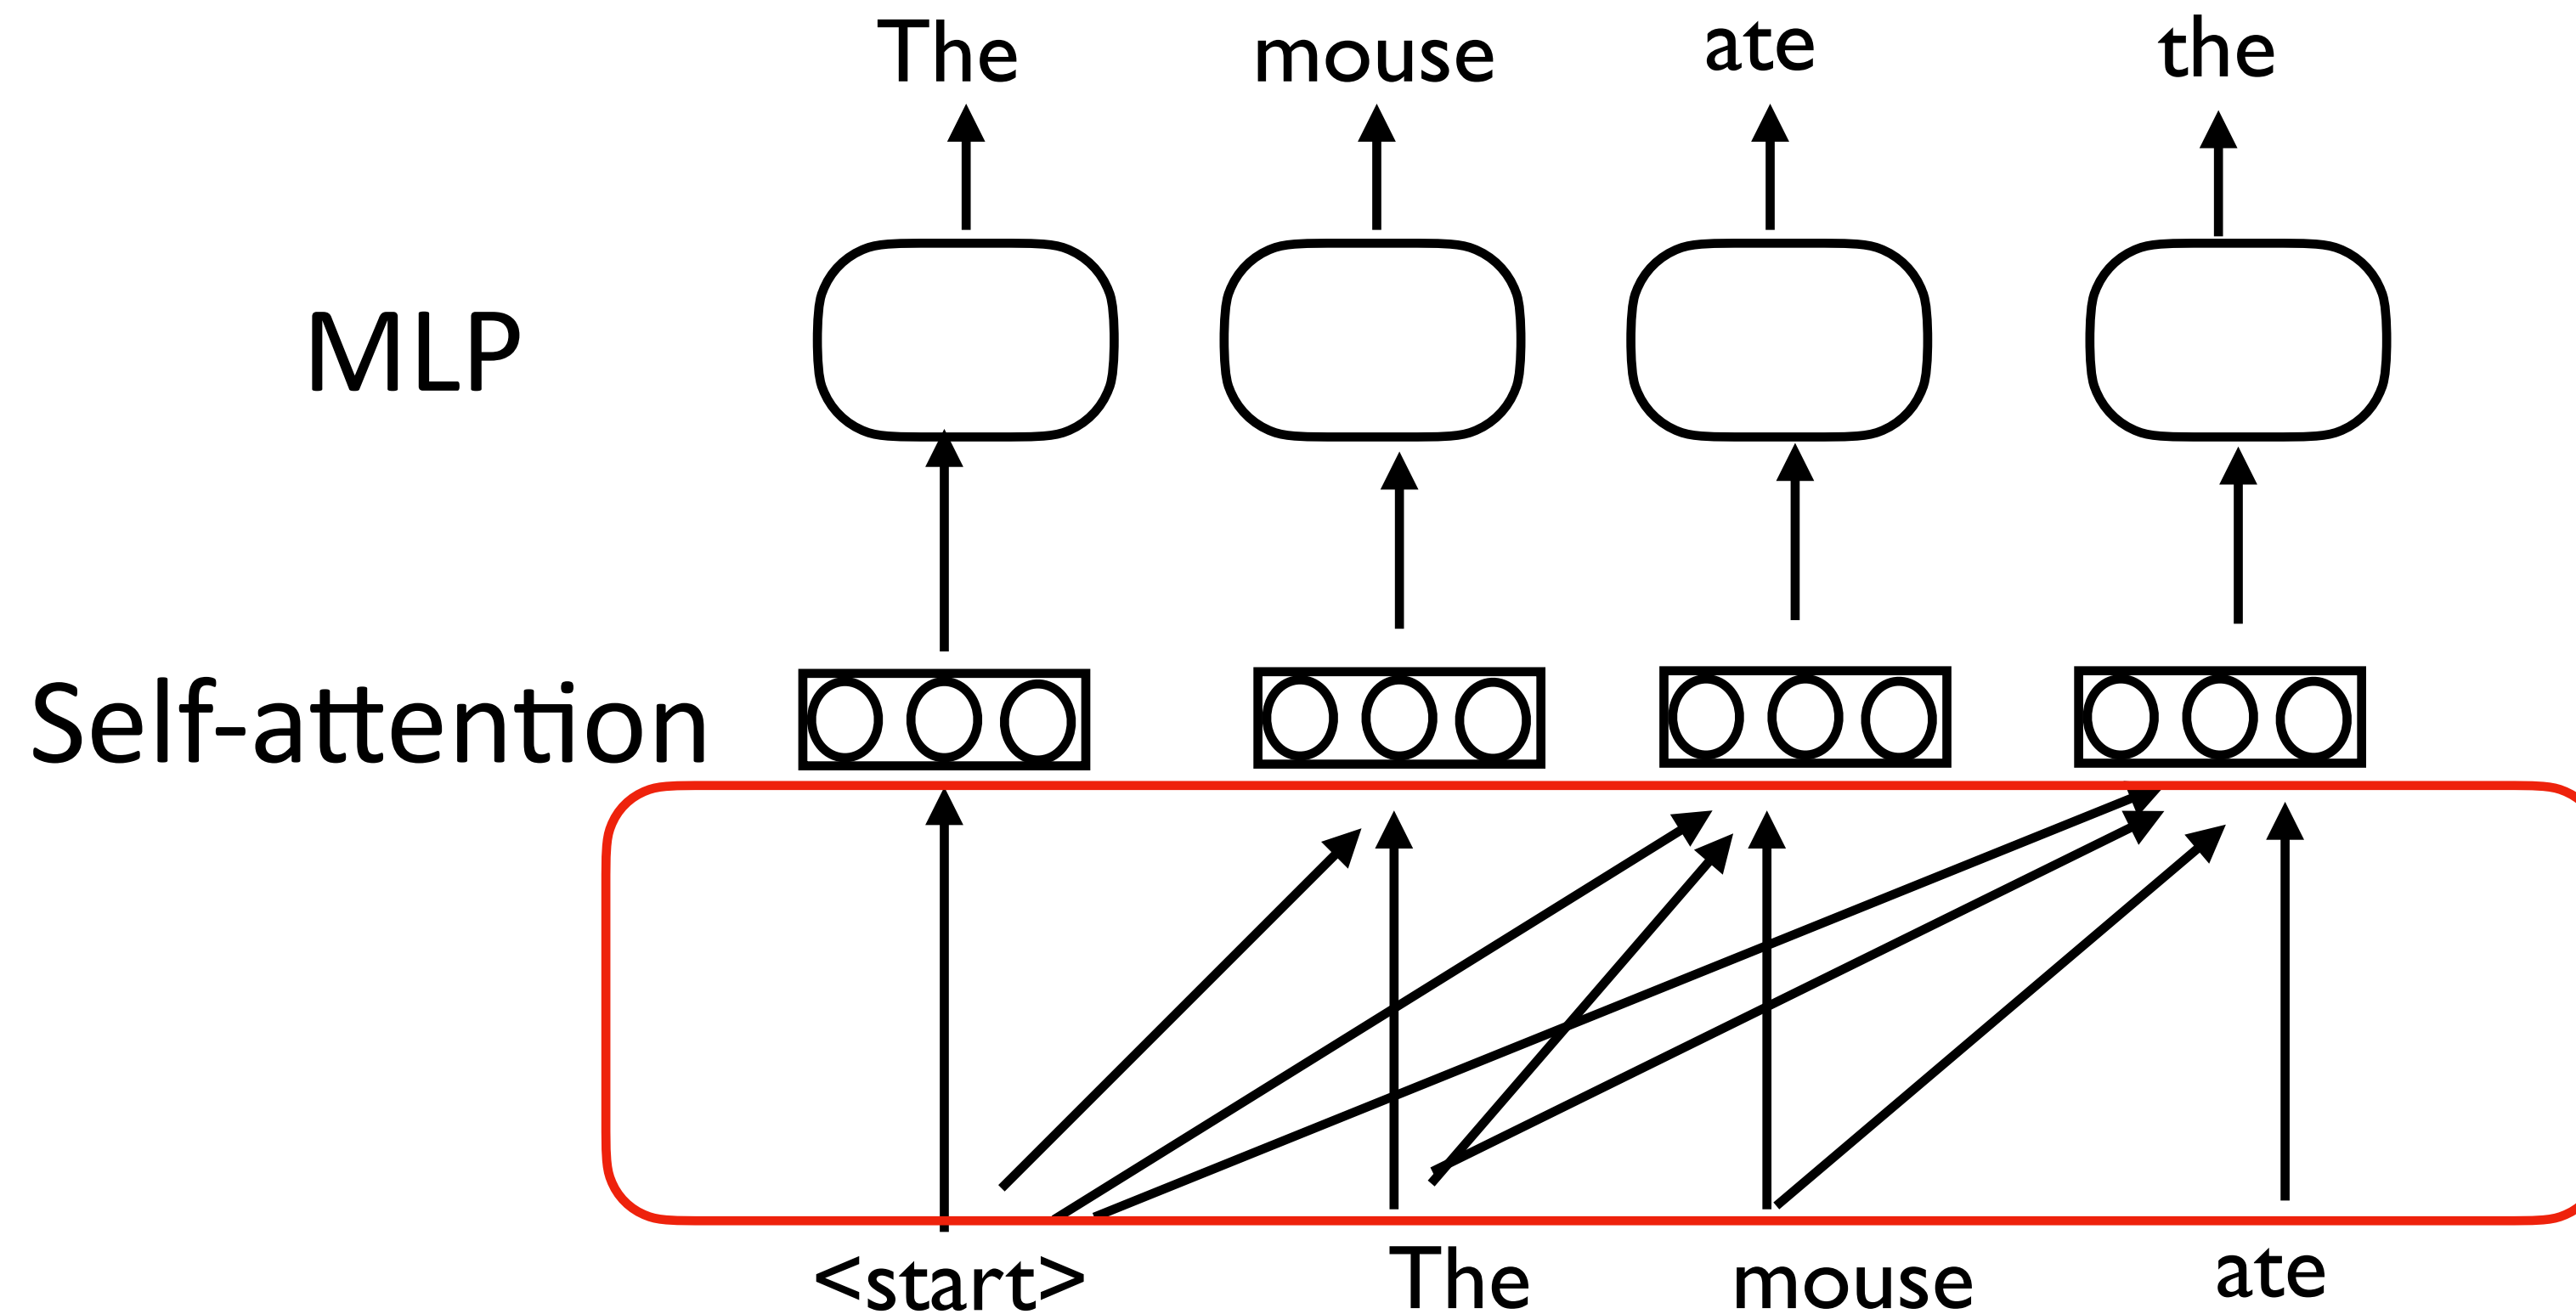 The mouse ate the
MLP
Self-attention
<start> The mouse ate